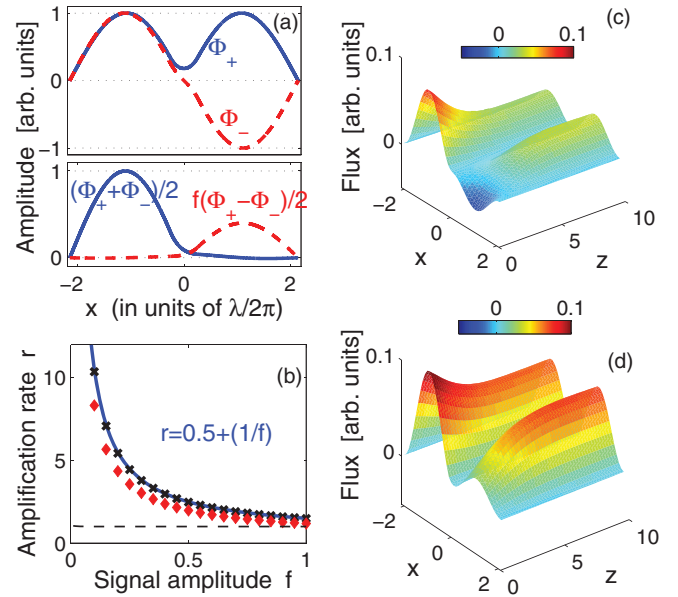 (a)
Amplitude [arb. units]
1
0
−1
Φ₊
Φ₋
1
0
(Φ₊+Φ₋)/2
f(Φ₊−Φ₋)/2
−2 0 2
x (in units of λ/2π)
(b)
Amplification rate r
10
5
0
r=0.5+(1/f)
0 0.5 1
Signal amplitude f
(c)
0 0.1
Flux [arb. units]
0.1
0
−2
0
2
x
0
5
10
z
(d)
0 0.1
Flux [arb. units]
0.1
0
−2
0
2
x
0
5
10
z